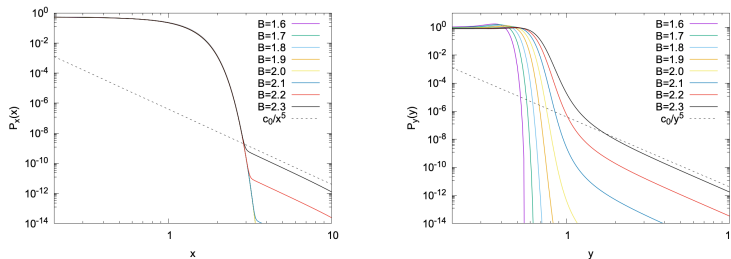 10^0
10^-2
10^-4
10^-6
10^-8
10^-10
10^-12
10^-14
P_x(x)
1
10
x
B=1.6
B=1.7
B=1.8
B=1.9
B=2.0
B=2.1
B=2.2
B=2.3
c_0/x^5
10^0
10^-2
10^-4
10^-6
10^-8
10^-10
10^-12
10^-14
P_y(y)
1
1
y
B=1.6
B=1.7
B=1.8
B=1.9
B=2.0
B=2.1
B=2.2
B=2.3
c_0/y^5